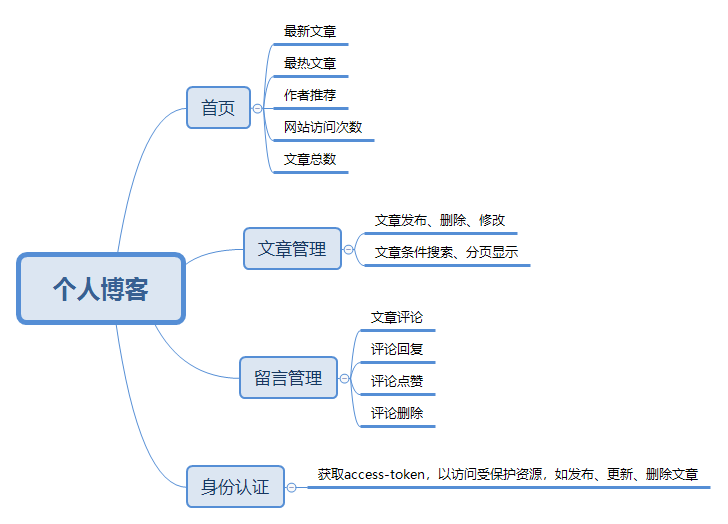 个人博客
首页
最新文章
最热文章
作者推荐
网站访问次数
文章总数
文章管理
文章发布、删除、修改
文章条件搜索、分页显示
留言管理
文章评论
评论回复
评论点赞
评论删除
身份认证
获取access-token，以访问受保护资源，如发布、更新、删除文章